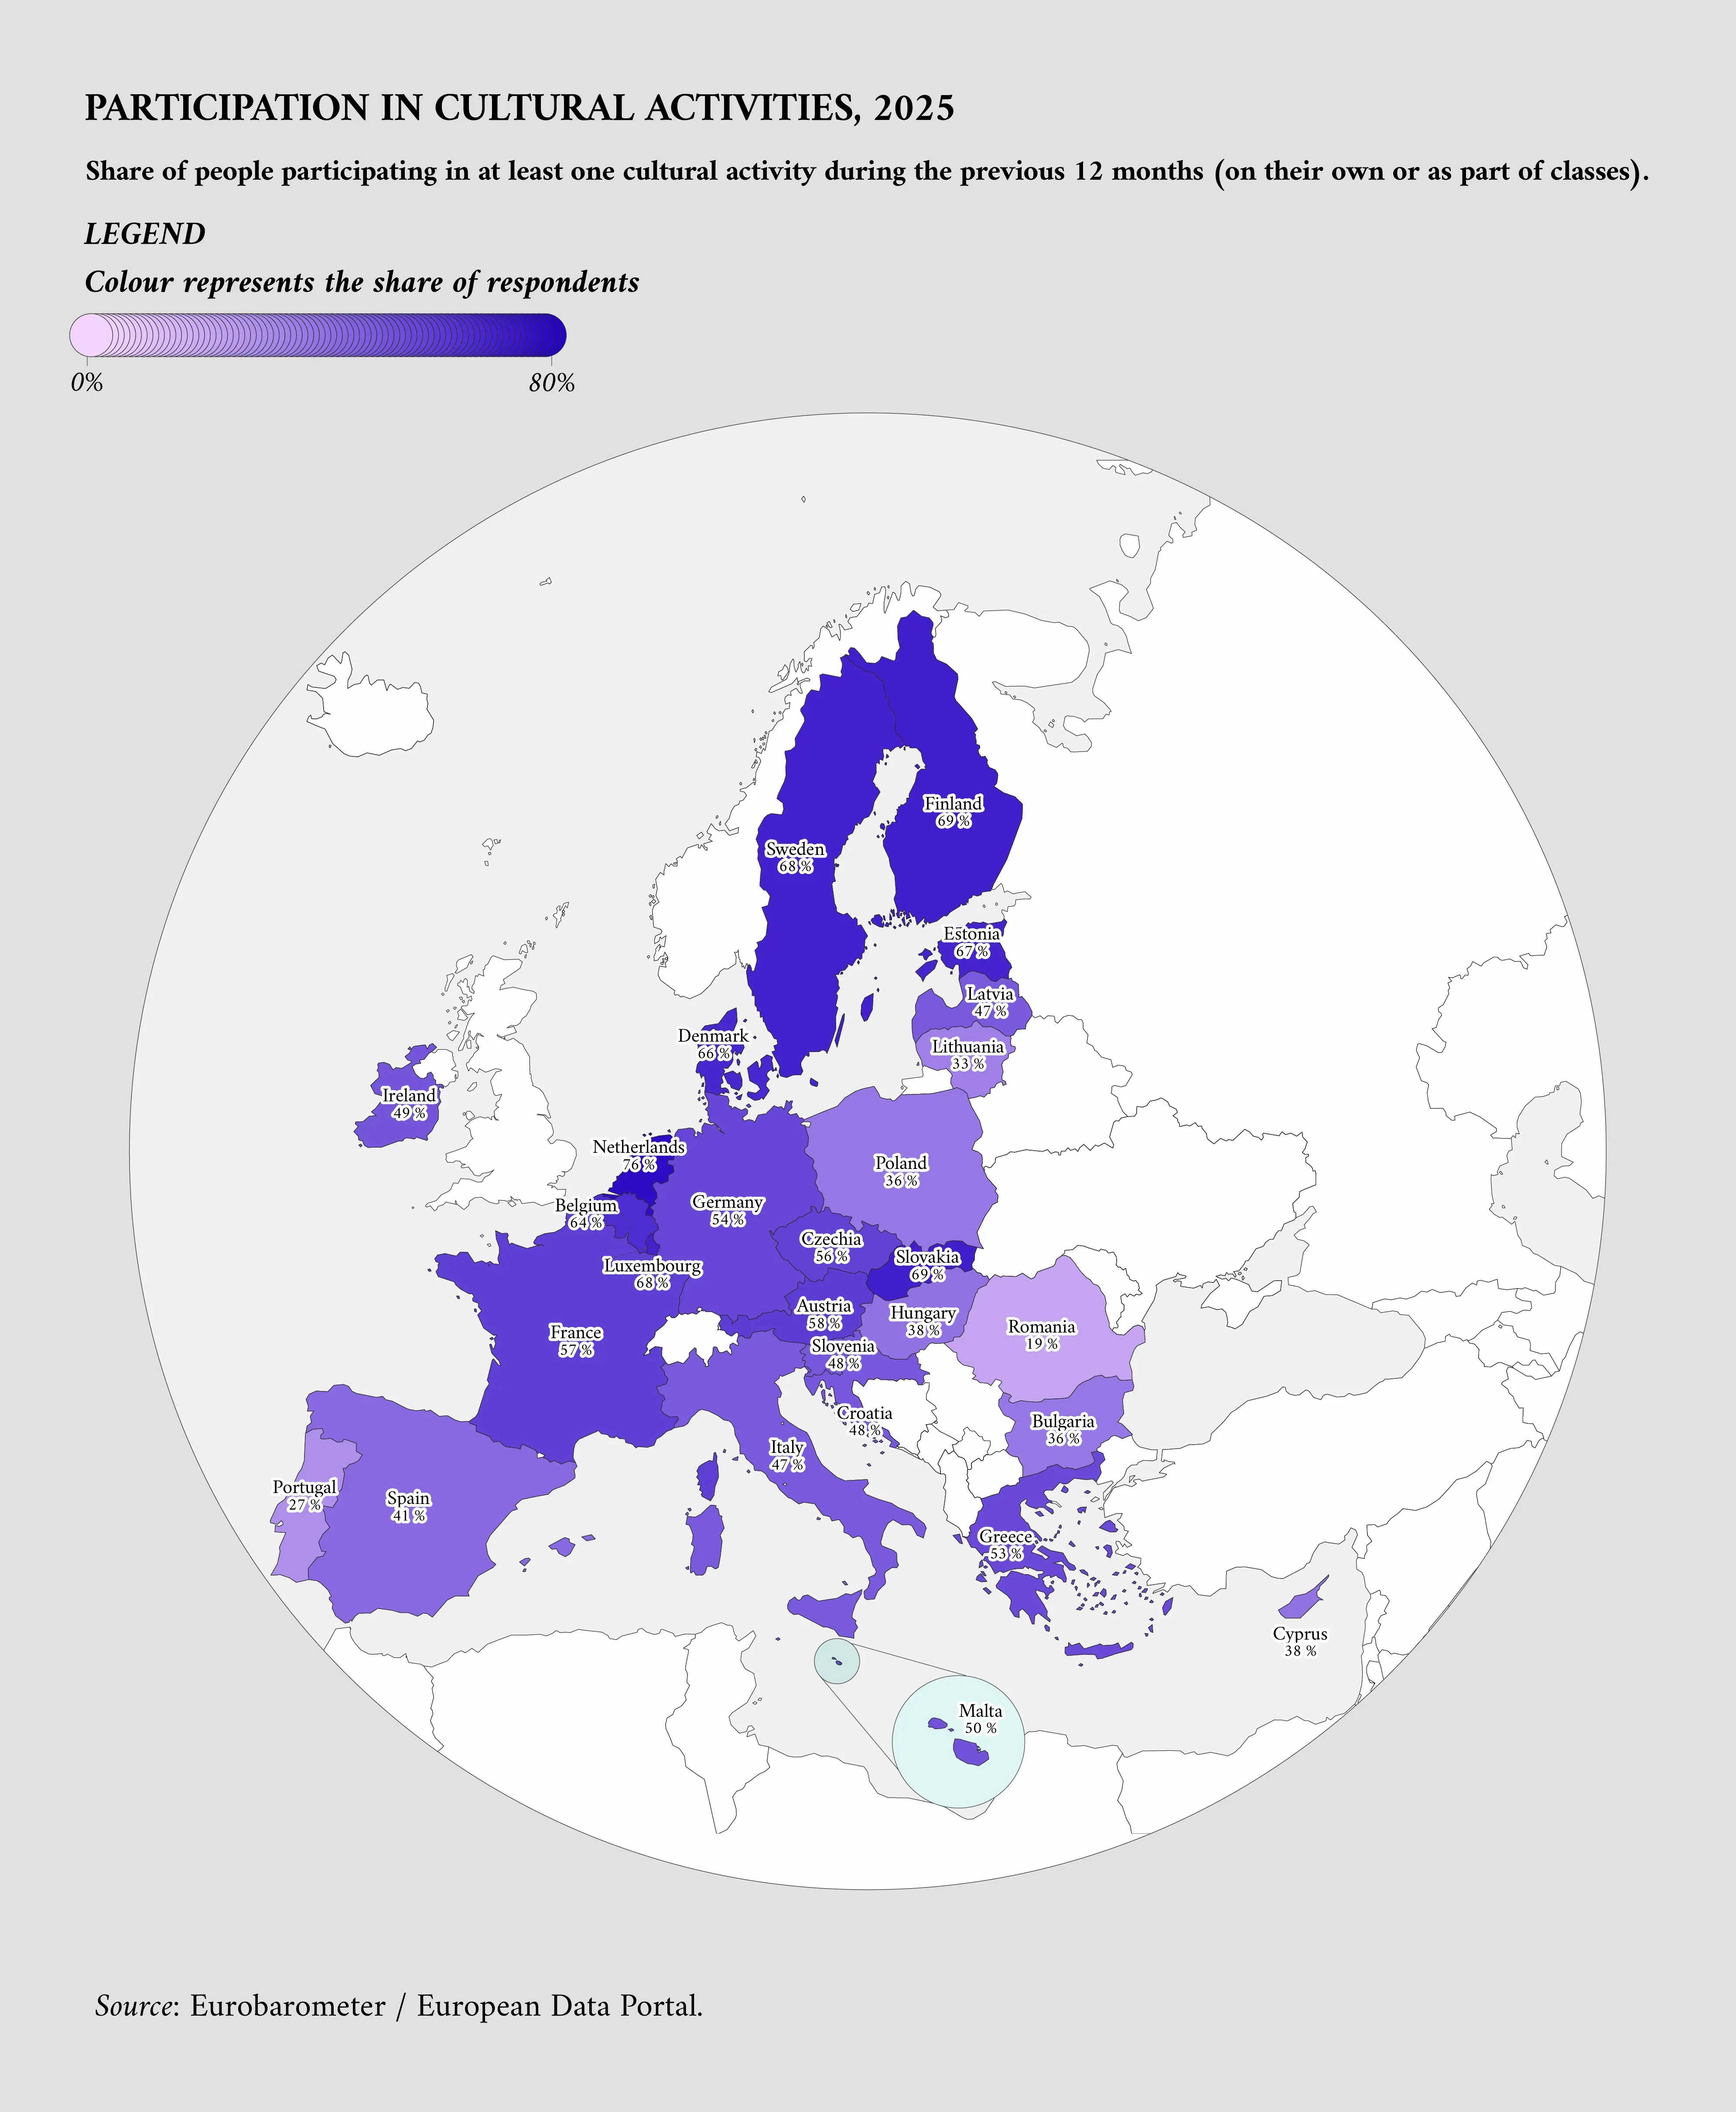 PARTICIPATION IN CULTURAL ACTIVITIES, 2025
Share of people participating in at least one cultural activity during the previous 12 months (on their own or as part of classes).
LEGEND
Colour represents the share of respondents
0%
80%
Finland
69 %
Sweden
68 %
Estonia
67 %
Latvia
47 %
Denmark
66 %
Lithuania
33 %
Ireland
49 %
Netherlands
76 %
Poland
36 %
Belgium
64 %
Germany
54 %
Czechia
56 %
Slovakia
69 %
Luxembourg
68 %
Austria
58 %
Hungary
38 %
Romania
19 %
France
57 %
Slovenia
48 %
Croatia
48 %
Bulgaria
36 %
Italy
47 %
Portugal
27 %
Spain
41 %
Greece
53 %
Cyprus
38 %
Malta
50 %
Source: Eurobarometer / European Data Portal.